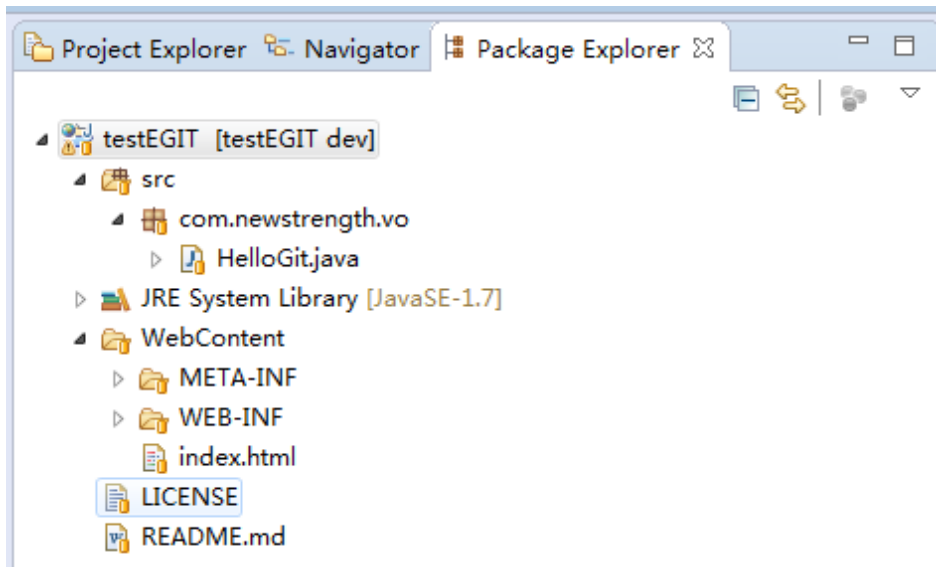 Project Explorer Navigator Package Explorer
testEGIT [testEGIT dev]
src
com.newstrength.vo
HelloGit.java
JRE System Library [JavaSE-1.7]
WebContent
META-INF
WEB-INF
index.html
LICENSE
README.md